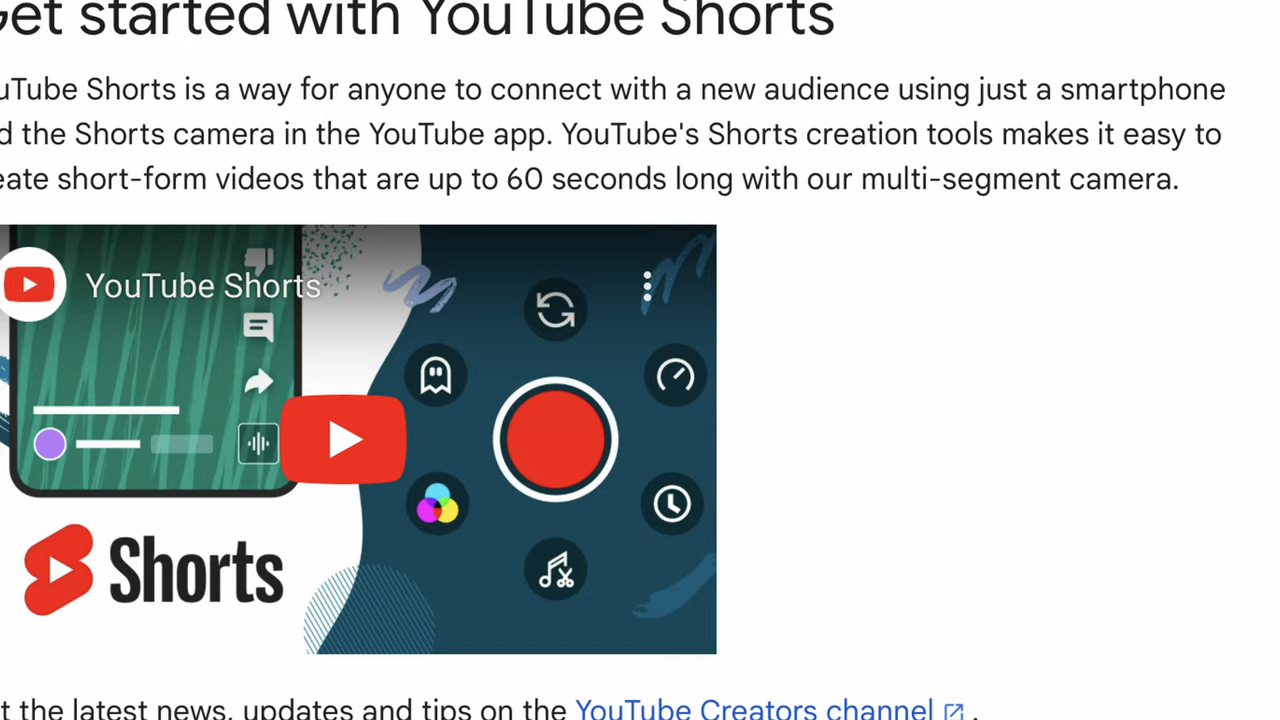 Get started with YouTube Shorts
uTube Shorts is a way for anyone to connect with a new audience using just a smartphone
d the Shorts camera in the YouTube app. YouTube's Shorts creation tools makes it easy to
eate short-form videos that are up to 60 seconds long with our multi-segment camera.
YouTube Shorts
Shorts
t the latest news, updates and tips on the YouTube Creators channel .